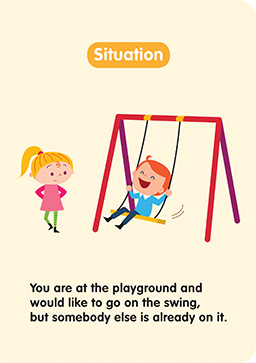 Situation
You are at the playground and
would like to go on the swing,
but somebody else is already on it.